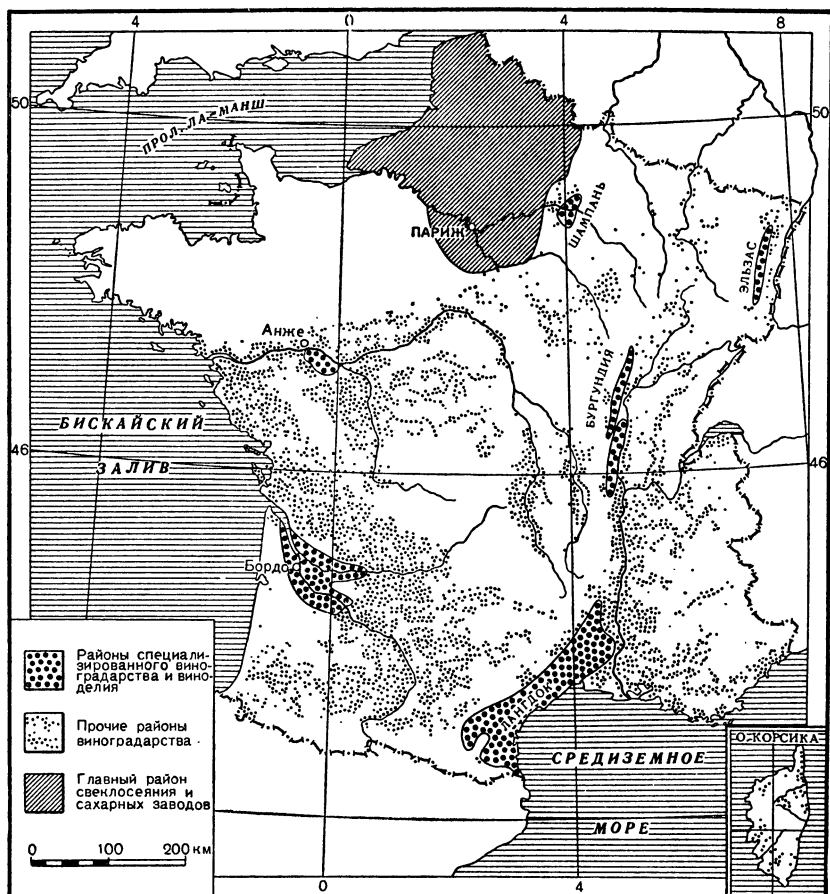 4
0
4
8
50
50
ПРОЛ. ЛА-МАНШ
ПАРИЖ
ШАМПАНЬ
ЭЛЬЗАС
Анже
БУРГУНДИЯ
БИСКАЙСКИЙ
ЗАЛИВ
46
46
Бордо
ЛАНГДОК
СРЕДИЗЕМНОЕ
МОРЕ
О. КОРСИКА
Районы специали-
зированного вино-
градарства и вино-
делия
Прочие районы
виноградарства
Главный район
свеклосеяния и
сахарных заводов
0 100 200 км
0
4